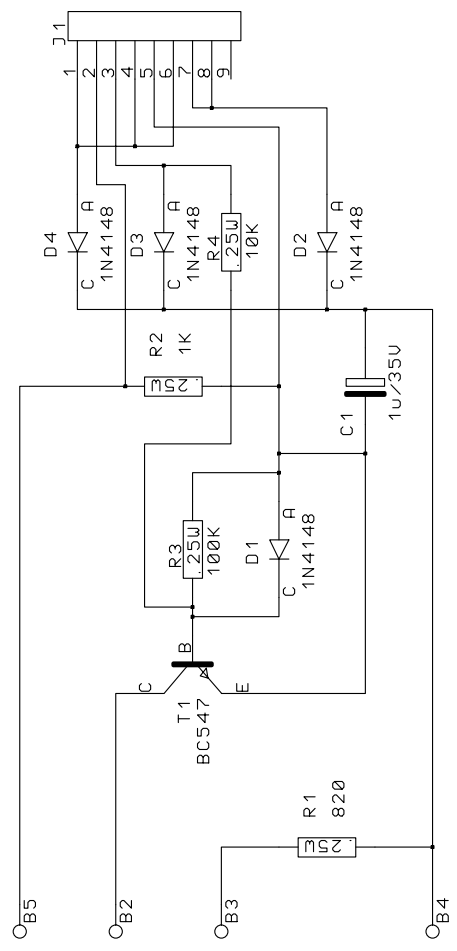 J1
1
2
3
4
5
6
7
8
9
D4
A
C
1N4148
D3
A
C
1N4148
R4
.25W
10K
D2
A
C
1N4148
R2
1K
.25W
C1
1u/35V
R3
.25W
100K
D1
A
C
1N4148
B
C
E
T1
BC547
R1
820
.25W
B5
B2
B3
B4